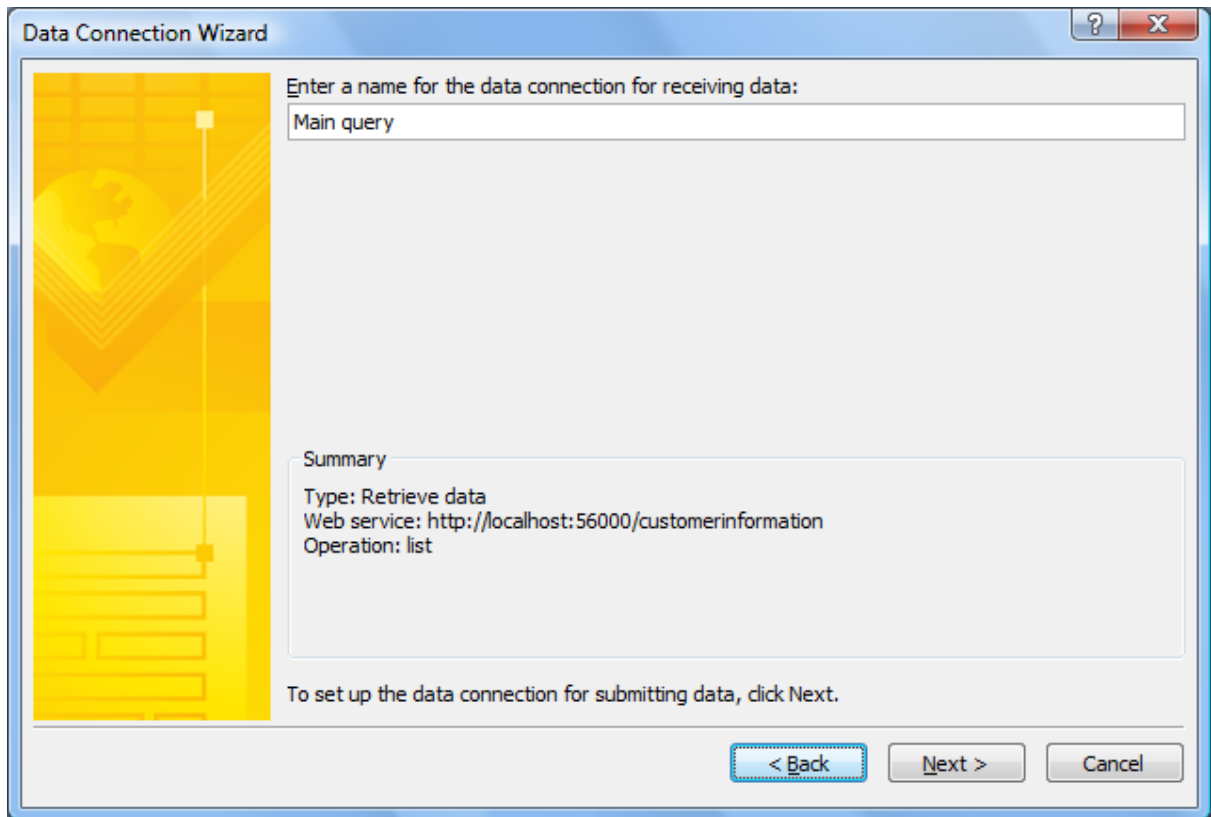 Data Connection Wizard
?
X
Enter a name for the data connection for receiving data:
Main query
Summary
Type: Retrieve data
Web service: http://localhost:56000/customerinformation
Operation: list
To set up the data connection for submitting data, click Next.
< Back
Next >
Cancel